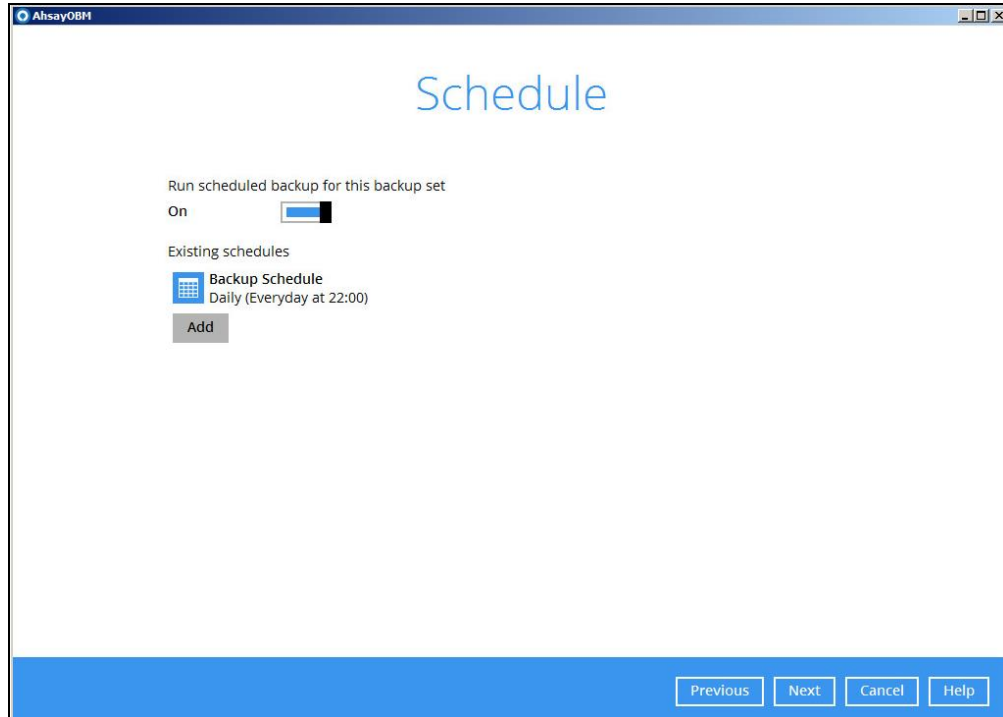 AhsayOBM
Schedule
Run scheduled backup for this backup set
On
Existing schedules
Backup Schedule
Daily (Everyday at 22:00)
Add
Previous Next Cancel Help